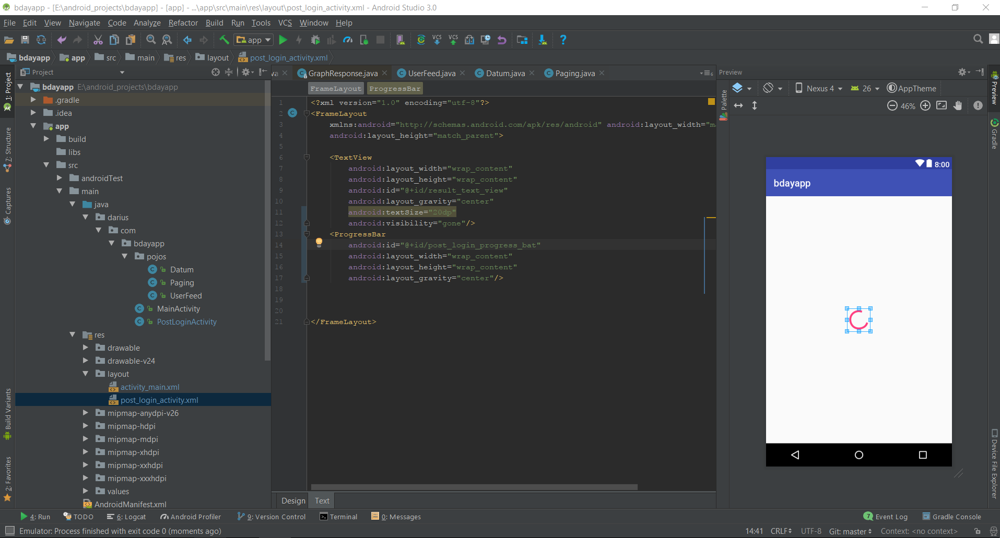 bdayapp - [E:\android_projects\bdayapp] - [app] - ...\app\src\main\res\layout\post_login_activity.xml - Android Studio 3.0
File Edit View Navigate Code Analyze Refactor Build Run Tools VCS Window Help
app VCS VCS
bdayapp app src main res layout post_login_activity.xml
Project
va GraphResponse.java UserFeed.java Datum.java Paging.java 6
Preview
FrameLayout ProgressBar
Nexus 4 26 AppTheme
46%
1: Project
7: Structure
Captures
Build Variants
2: Favorites
bdayapp E:\android_projects\bdayapp
.gradle
.idea
app
build
libs
src
androidTest
main
java
darius
com
bdayapp
pojos
Datum
Paging
UserFeed
MainActivity
PostLoginActivity
res
drawable
drawable-v24
layout
activity_main.xml
post_login_activity.xml
mipmap-anydpi-v26
mipmap-hdpi
mipmap-mdpi
mipmap-xhdpi
mipmap-xxhdpi
mipmap-xxxhdpi
values
AndroidManifest.xml
1 <?xml version="1.0" encoding="utf-8"?>
2 <FrameLayout
3 xmlns:android="http://schemas.android.com/apk/res/android" android:layout_width="m
4 android:layout_height="match_parent">
5
6 <TextView
7 android:layout_width="wrap_content"
8 android:layout_height="wrap_content"
9 android:id="@+id/result_text_view"
10 android:layout_gravity="center"
11 android:textSize="20dp"
12 android:visibility="gone"/>
13 <ProgressBar
14 android:id="@+id/post_login_progress_bat"
15 android:layout_width="wrap_content"
16 android:layout_height="wrap_content"
17 android:layout_gravity="center"/>
18
19
20
21 </FrameLayout>
Design Text
Palette
8:00
bdayapp
Preview
Gradle
Device File Explorer
4: Run TODO 6: Logcat Android Profiler 9: Version Control Terminal 0: Messages 7 Event Log Gradle Console
Emulator: Process finished with exit code 0 (moments ago) 14:41 CRLF UTF-8 Git: master Context: <no context>